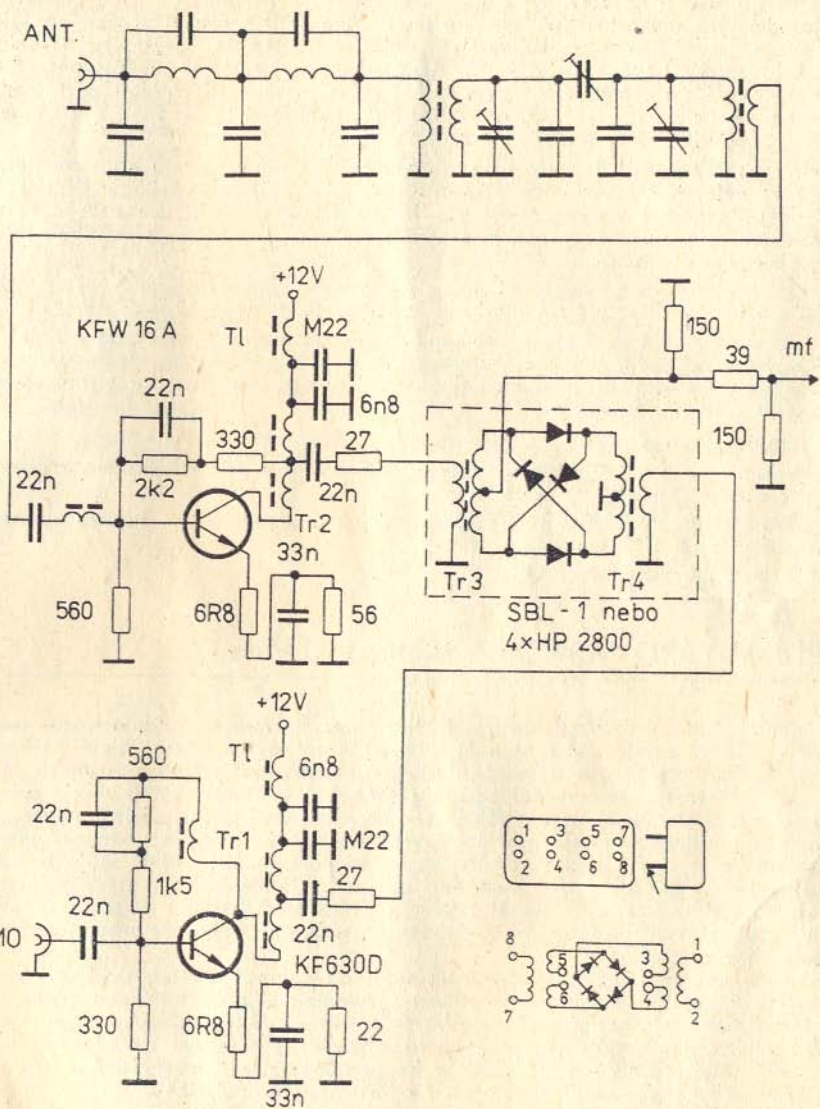 ANT.
+12V
KFW 16 A
Tl
M22
6n8
22n
330
27
22n
2k2
22n
Tr2
33n
560
6R8
56
150
39
mf
150
Tr3
Tr4
SBL-1 nebo
4×HP 2800
+12V
560
Tl
6n8
22n
Tr1
M22
27
1k5
22n
22n
KF630D
330
6R8
22
33n
1 3 5 7
2 4 6 8
8 5 3 1
7 6 4 2